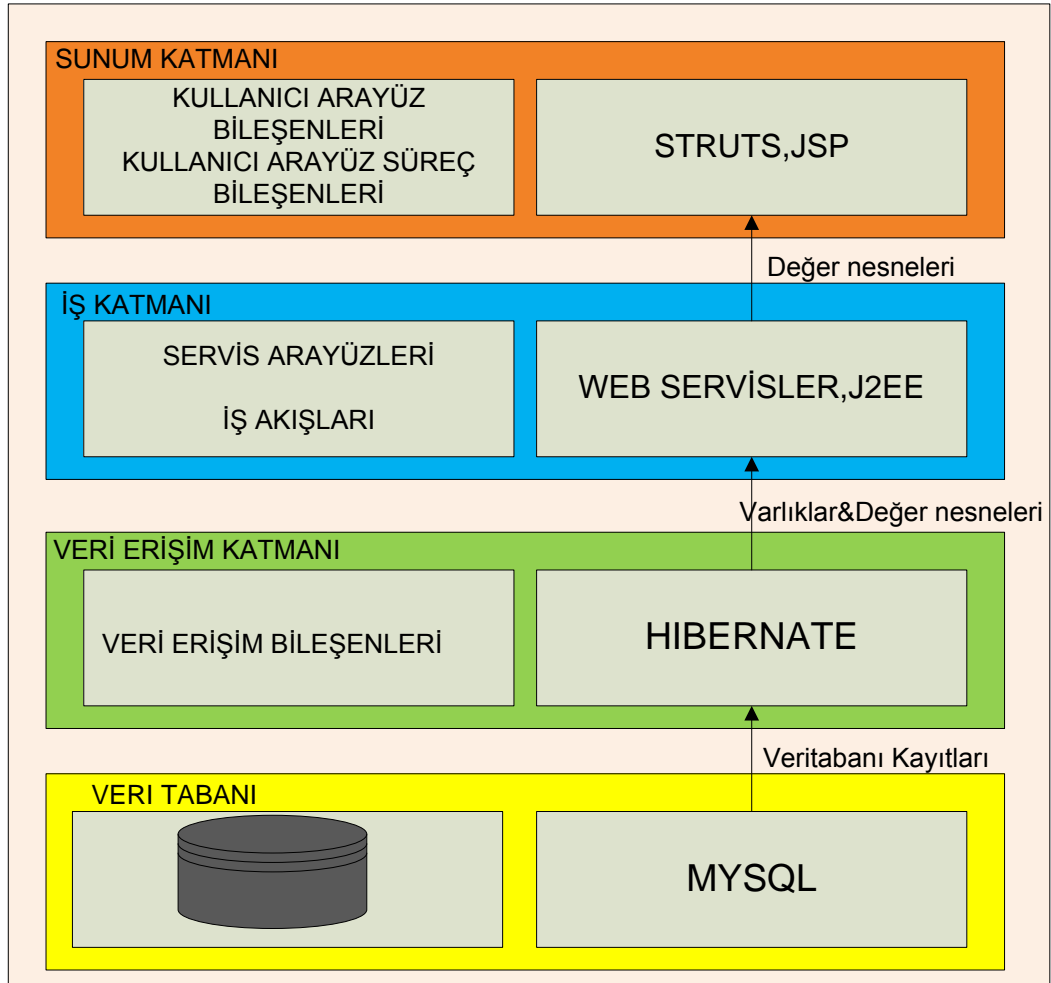 SUNUM KATMANI
KULLANICI ARAYÜZ
BİLEŞENLERİ
KULLANICI ARAYÜZ SÜREÇ
BİLEŞENLERİ
STRUTS,JSP
Değer nesneleri
İŞ KATMANI
SERVİS ARAYÜZLERİ
İŞ AKIŞLARI
WEB SERVİSLER,J2EE
Varlıklar&Değer nesneleri
VERİ ERİŞİM KATMANI
VERİ ERİŞİM BİLEŞENLERİ
HIBERNATE
Veritabanı Kayıtları
VERI TABANI
MYSQL